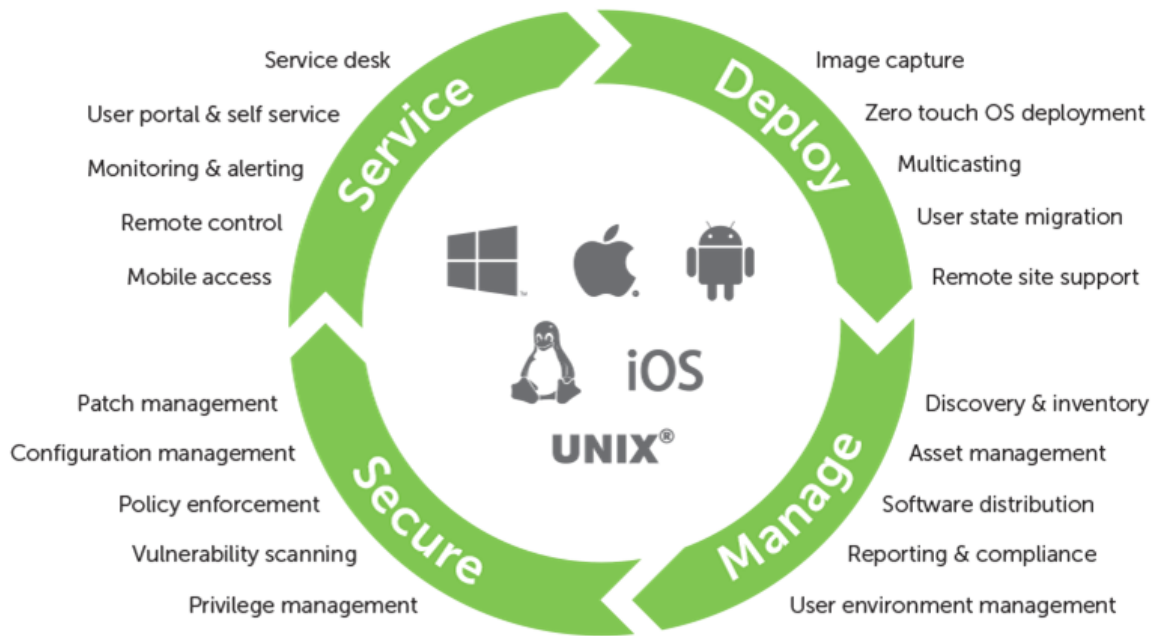 Service
Service desk
User portal & self service
Monitoring & alerting
Remote control
Mobile access
Deploy
Image capture
Zero touch OS deployment
Multicasting
User state migration
Remote site support
™
iOS
UNIX®
Secure
Patch management
Configuration management
Policy enforcement
Vulnerability scanning
Privilege management
Manage
Discovery & inventory
Asset management
Software distribution
Reporting & compliance
User environment management